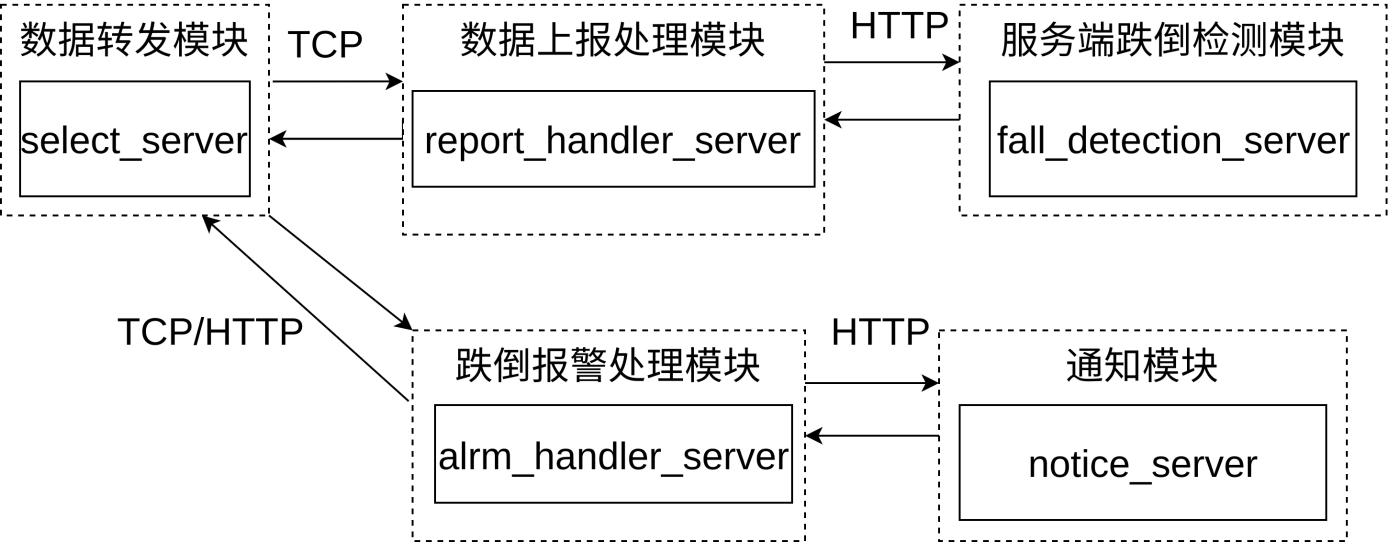 数据转发模块
select_server
TCP
数据上报处理模块
report_handler_server
HTTP
服务端跌倒检测模块
fall_detection_server
TCP/HTTP
跌倒报警处理模块
alrm_handler_server
HTTP
通知模块
notice_server